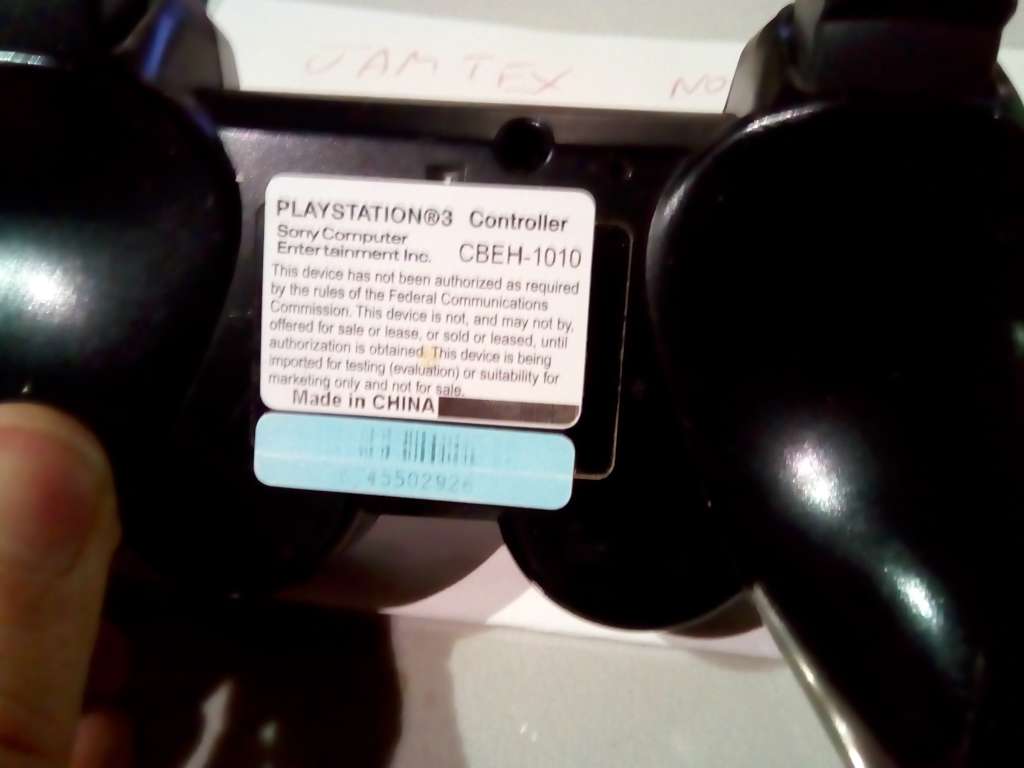 JAMTEX NO
PLAYSTATION®3 Controller
Sony Computer
Entertainment Inc. CBEH-1010
This device has not been authorized as required
by the rules of the Federal Communications
Commission. This device is not, and may not by,
offered for sale or lease, or sold or leased, until
authorization is obtained. This device is being
imported for testing (evaluation) or suitability for
marketing only and not for sale.
Made in CHINA
45502926